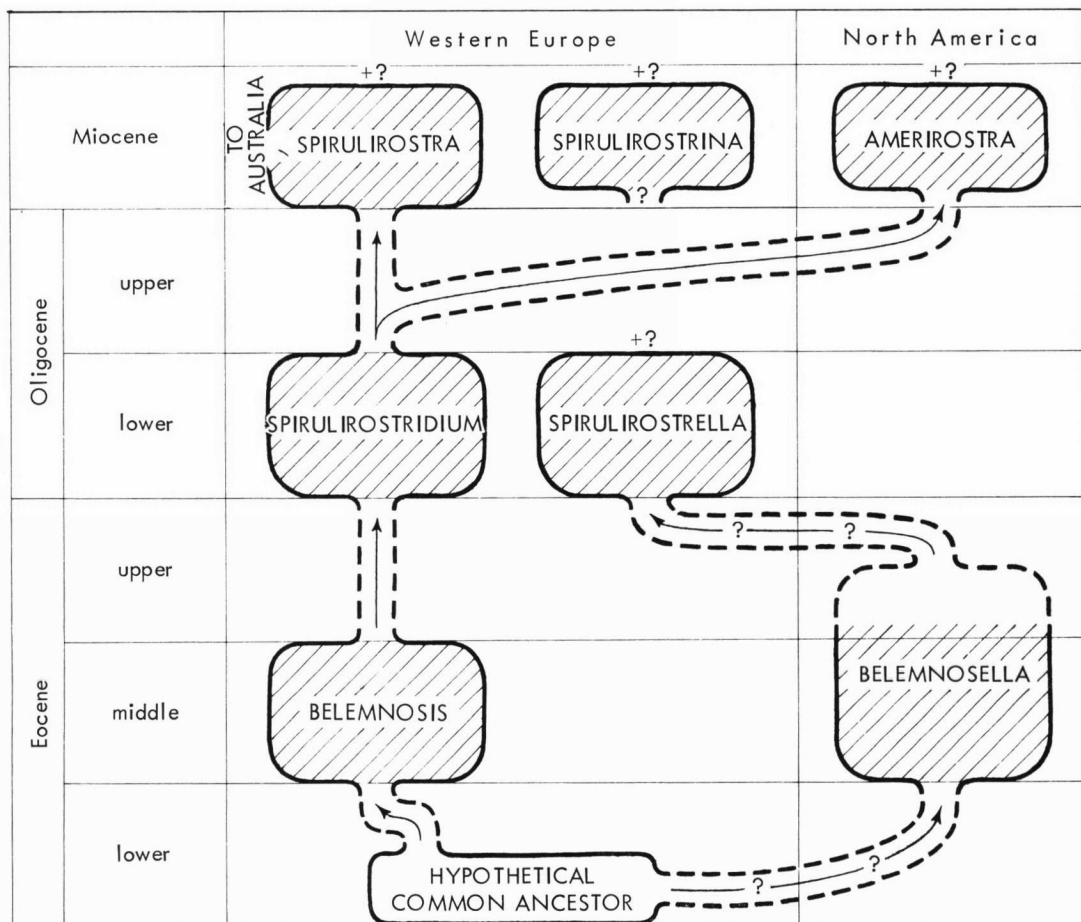 Western Europe
North America
Miocene
TO
AUSTRALIA
+?
SPIRULIROSTRA
+?
SPIRULIROSTRINA
?
+?
AMERIROSTRA
Oligocene
upper
lower
SPIRULIROSTRIDIUM
+?
SPIRULIROSTRELLA
Eocene
upper
? ?
middle
BELEMNOSIS
BELEMNOSELLA
lower
HYPOTHETICAL
COMMON ANCESTOR
? ?